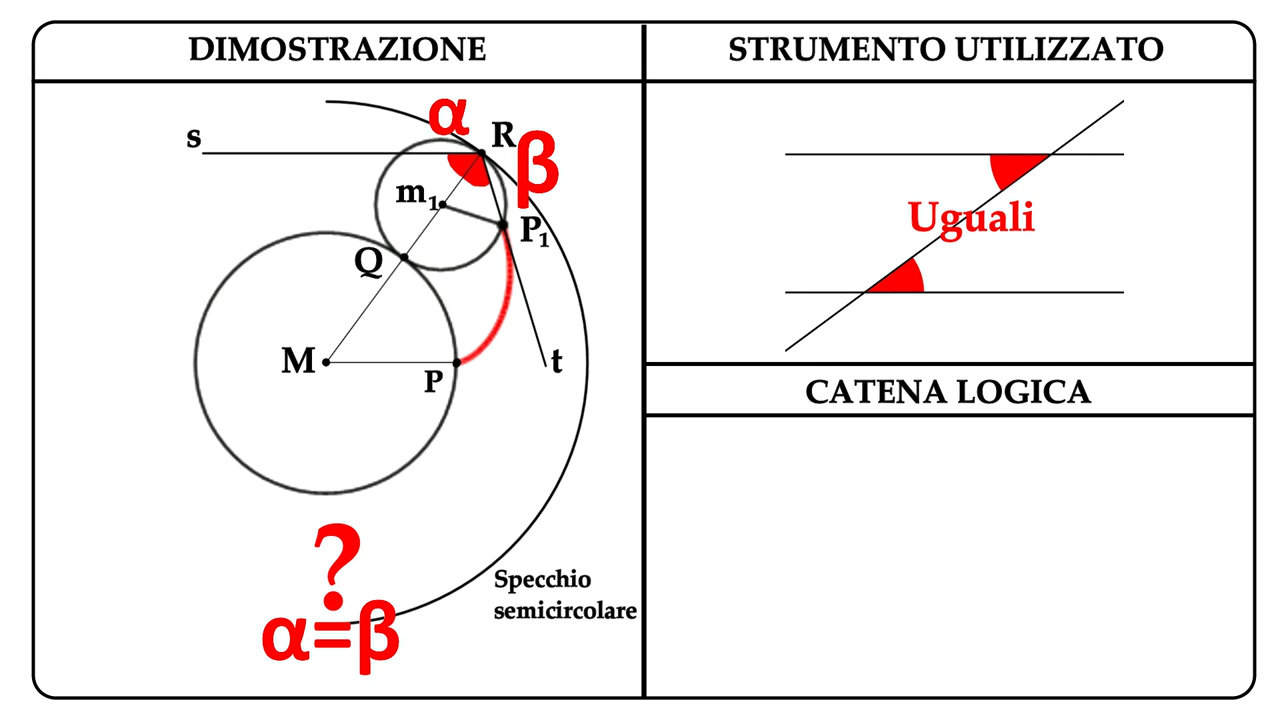 DIMOSTRAZIONE
STRUMENTO UTILIZZATO
α
s
R
β
m₁
P₁
Q
M
P
t
?
α=β
Specchio
semicircolare
Uguali
CATENA LOGICA